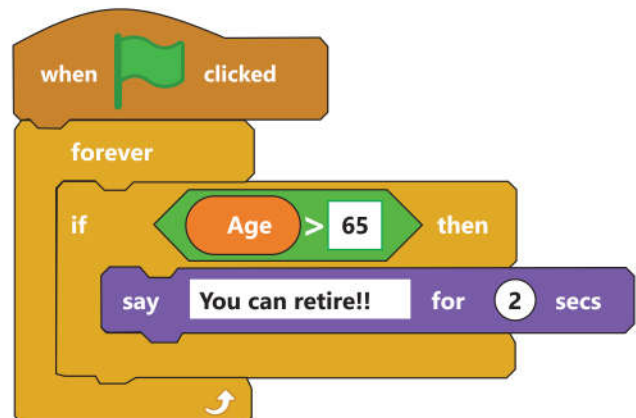 when clicked
forever
if Age > 65 then
say You can retire!! for 2 secs